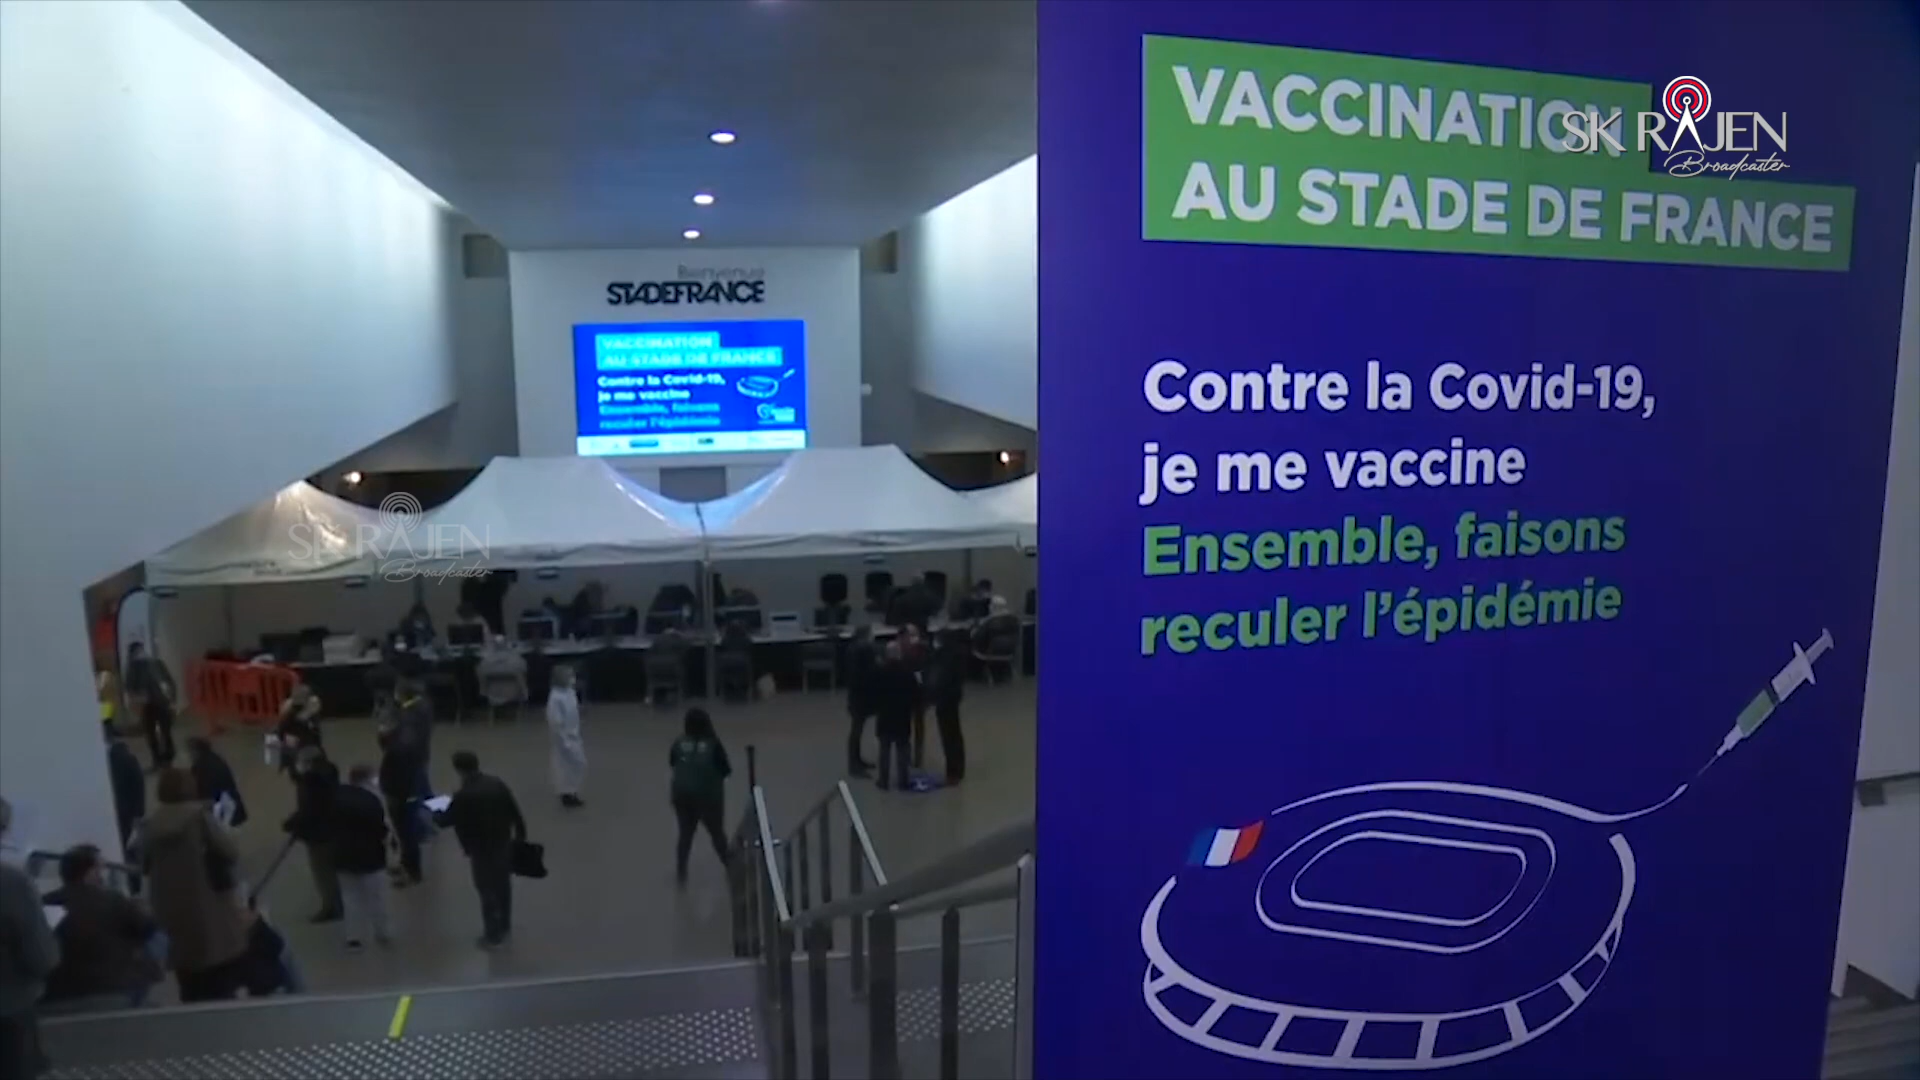 VACCINATION
AU STADE DE FRANCE
SK RAJEN
Broadcaster
Contre la Covid-19,
je me vaccine
Ensemble, faisons
reculer l'épidémie
Bienvenue
STADEFRANCE
VACCINATION
AU STADE DE FRANCE
Contre la Covid-19,
je me vaccine
Ensemble, faisons
reculer l'épidémie
SK RAJEN
Broadcaster